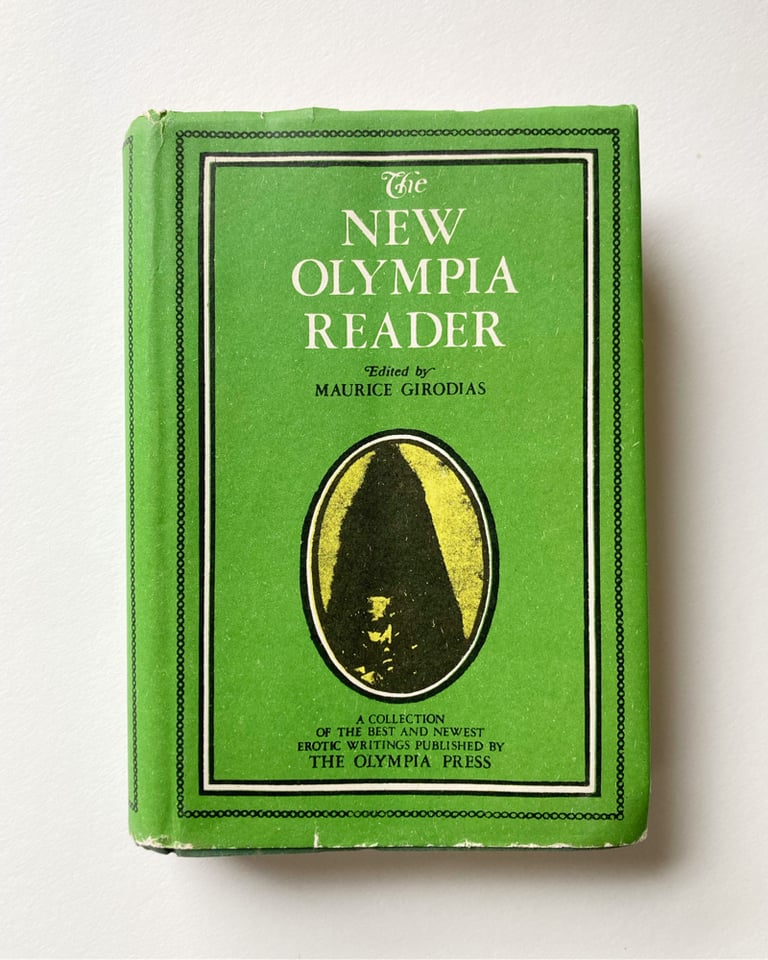 The
NEW
OLYMPIA
READER
Edited by
MAURICE GIRODIAS
A COLLECTION
OF THE BEST AND NEWEST
EROTIC WRITINGS PUBLISHED BY
THE OLYMPIA PRESS